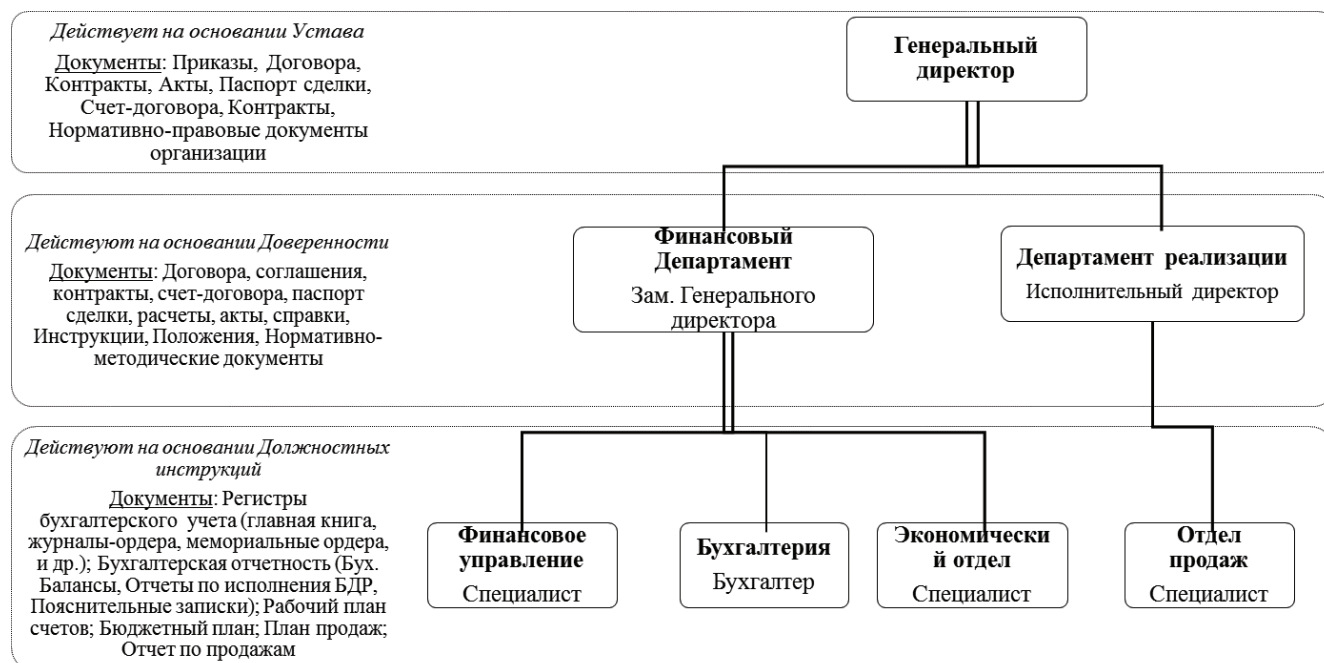 Действует на основании Устава
Документы: Приказы, Договора,
Контракты, Акты, Паспорт сделки,
Счет-договора, Контракты,
Нормативно-правовые документы
организации
Генеральный
директор
Действуют на основании Доверенности
Документы: Договора, соглашения,
контракты, счет-договора, паспорт
сделки, расчеты, акты, справки,
Инструкции, Положения, Нормативно-
методические документы
Финансовый
Департамент
Зам. Генерального
директора
Департамент реализации
Исполнительный директор
Действуют на основании Должностных
инструкций
Документы: Регистры
бухгалтерского учета (главная книга,
журналы-ордера, мемориальные ордера,
и др.); Бухгалтерская отчетность (Бух.
Балансы, Отчеты по исполнения БДР,
Пояснительные записки); Рабочий план
счетов; Бюджетный план; План продаж;
Отчет по продажам
Финансовое
управление
Специалист
Бухгалтерия
Бухгалтер
Экономически
й отдел
Специалист
Отдел
продаж
Специалист